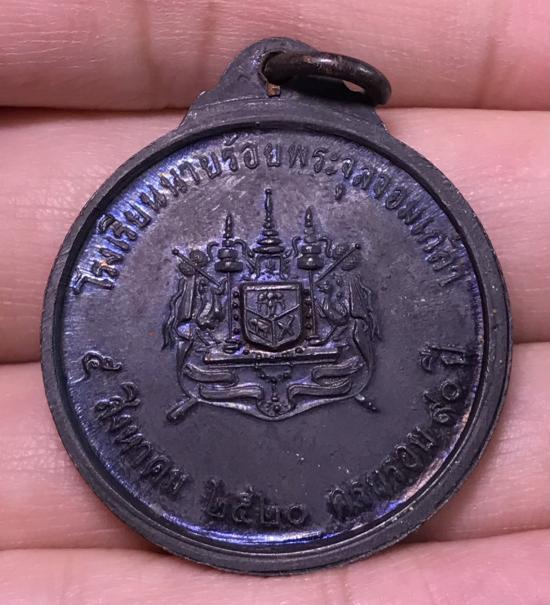 โรงเรียนนายร้อยพระจุลจอมเกล้า
๕ สิงหาคม ๒๕๒๐ ครบรอบ ๙๐ ปี